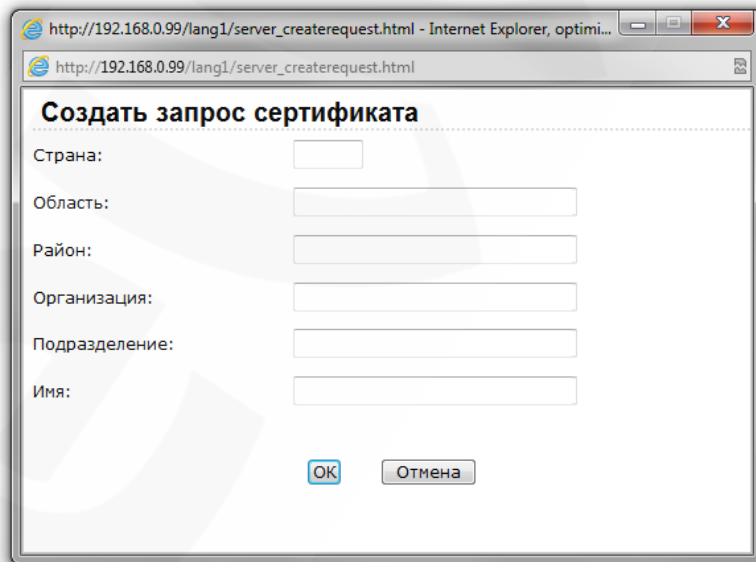 http://192.168.0.99/lang1/server_createrequest.html - Internet Explorer, optimi...
http://192.168.0.99/lang1/server_createrequest.html
Создать запрос сертификата
Страна:
Область:
Район:
Организация:
Подразделение:
Имя:
OK Отмена